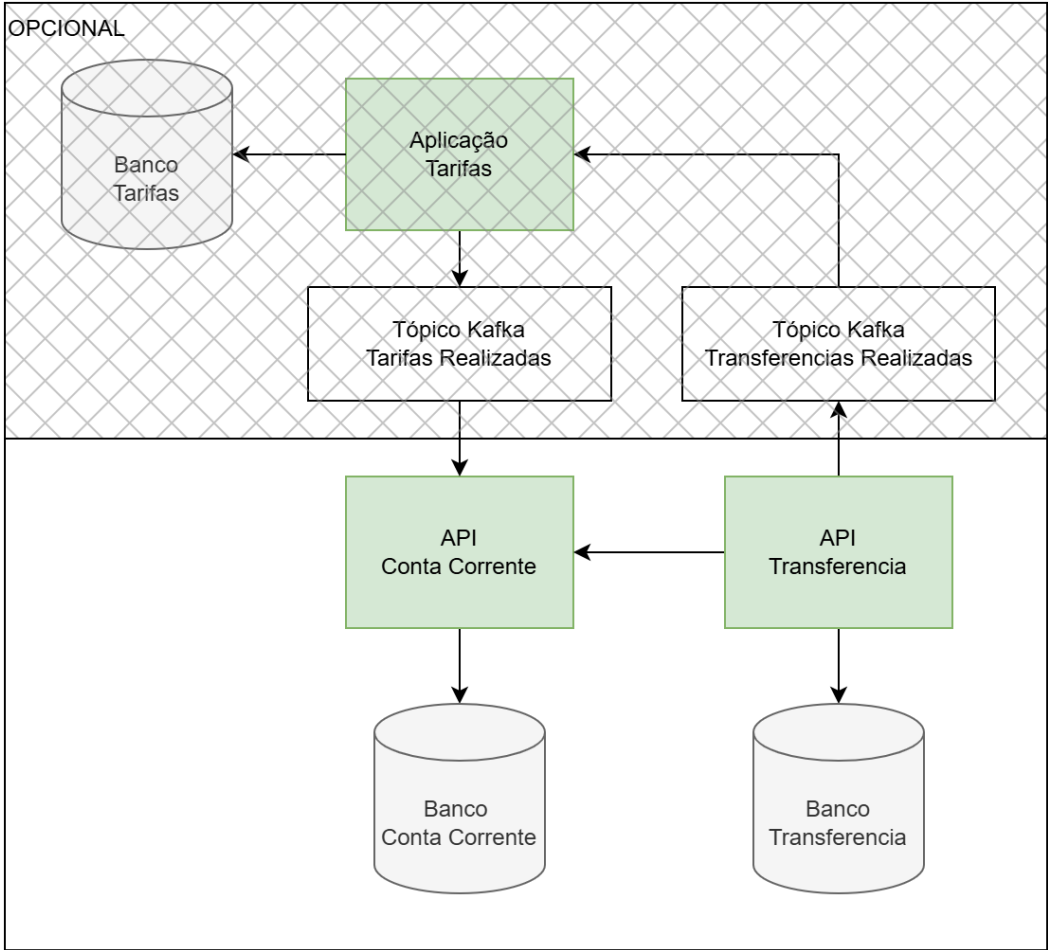 OPCIONAL
Banco
Tarifas
Aplicação
Tarifas
Tópico Kafka
Tarifas Realizadas
Tópico Kafka
Transferencias Realizadas
API
Conta Corrente
API
Transferencia
Banco
Conta Corrente
Banco
Transferencia